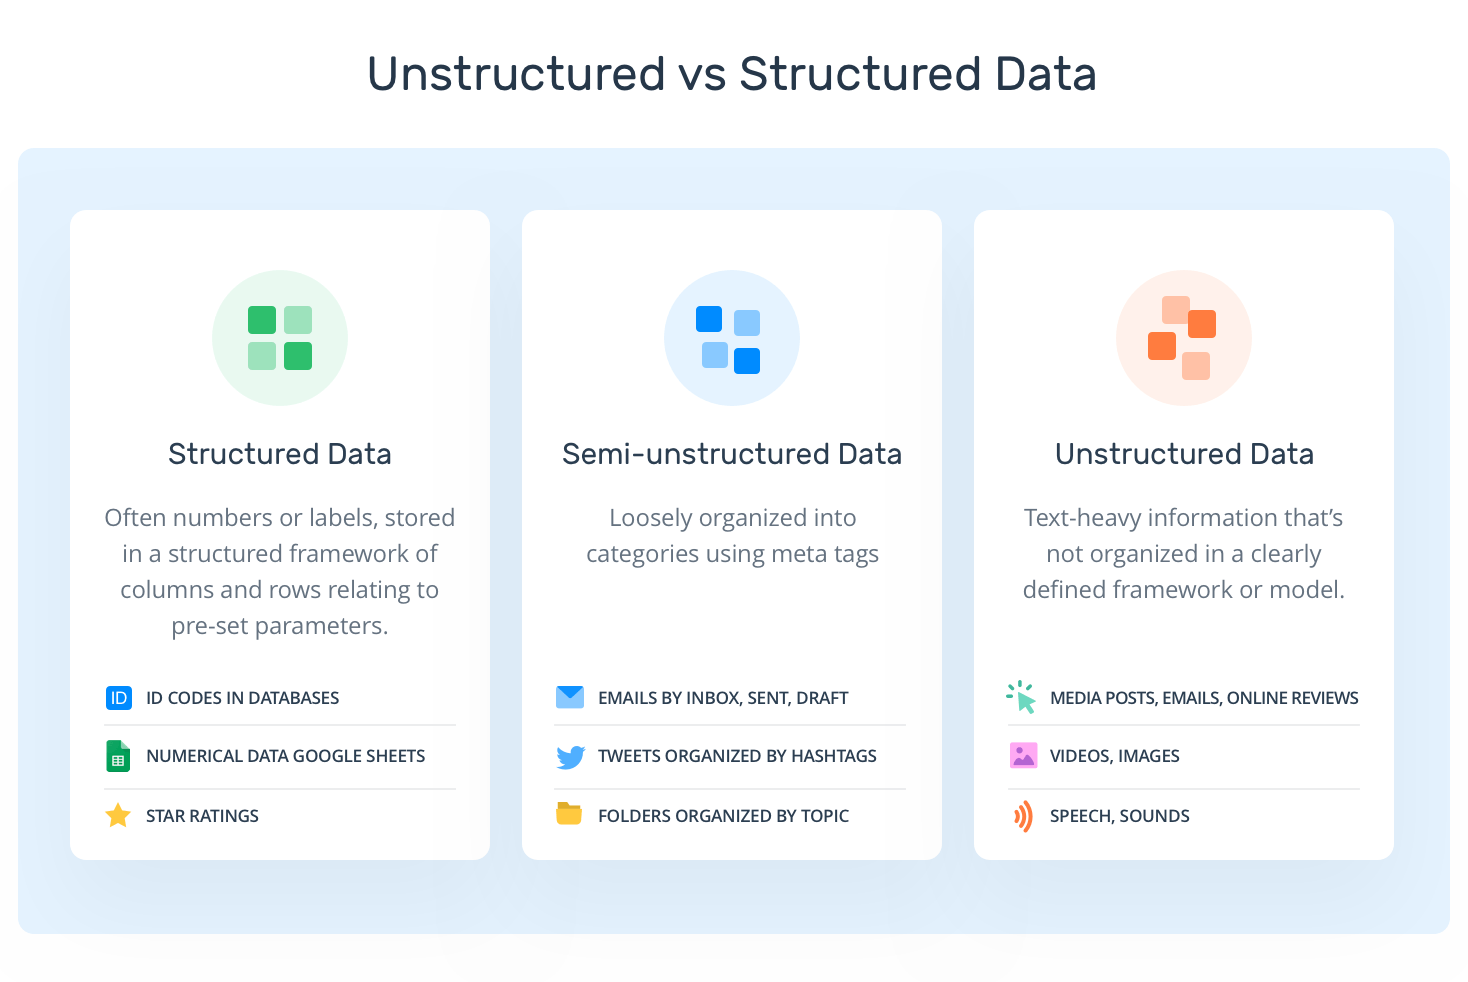 Unstructured vs Structured Data
Structured Data
Often numbers or labels, stored
in a structured framework of
columns and rows relating to
pre-set parameters.
ID
ID CODES IN DATABASES
NUMERICAL DATA GOOGLE SHEETS
STAR RATINGS
Semi-unstructured Data
Loosely organized into
categories using meta tags
EMAILS BY INBOX, SENT, DRAFT
TWEETS ORGANIZED BY HASHTAGS
FOLDERS ORGANIZED BY TOPIC
Unstructured Data
Text-heavy information that’s
not organized in a clearly
defined framework or model.
MEDIA POSTS, EMAILS, ONLINE REVIEWS
VIDEOS, IMAGES
SPEECH, SOUNDS